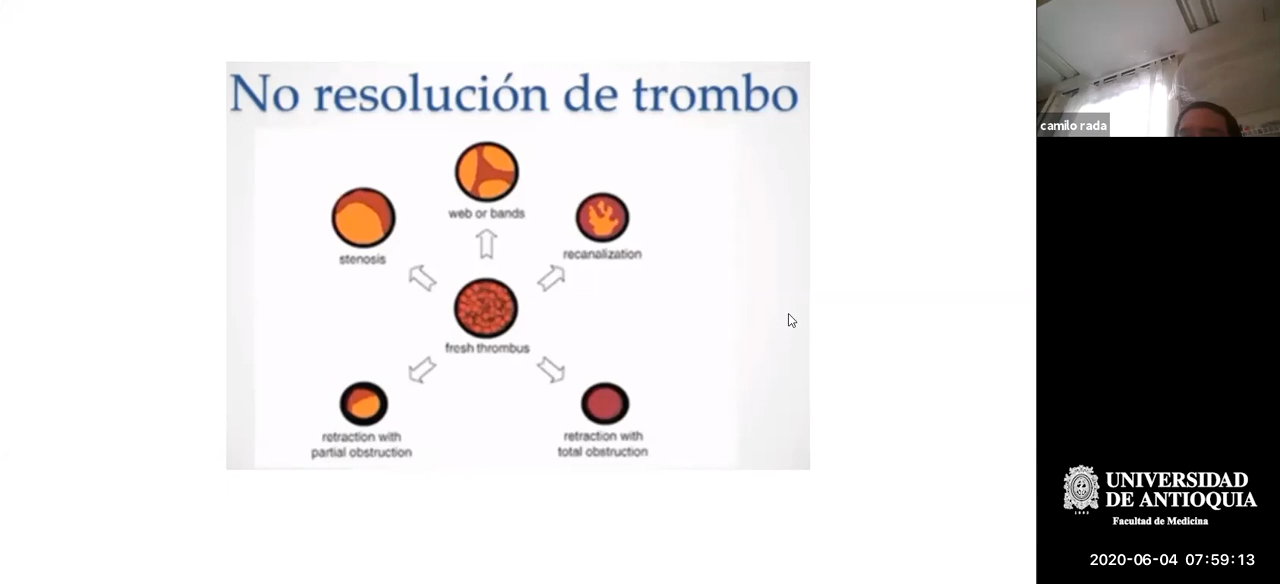 No resolución de trombo
web or bands
stenosis
recanalization
fresh thrombus
retraction with
partial obstruction
retraction with
total obstruction
camilo rada
UNIVERSIDAD
DE ANTIOQUIA
Facultad de Medicina
2020-06-04 07:59:13